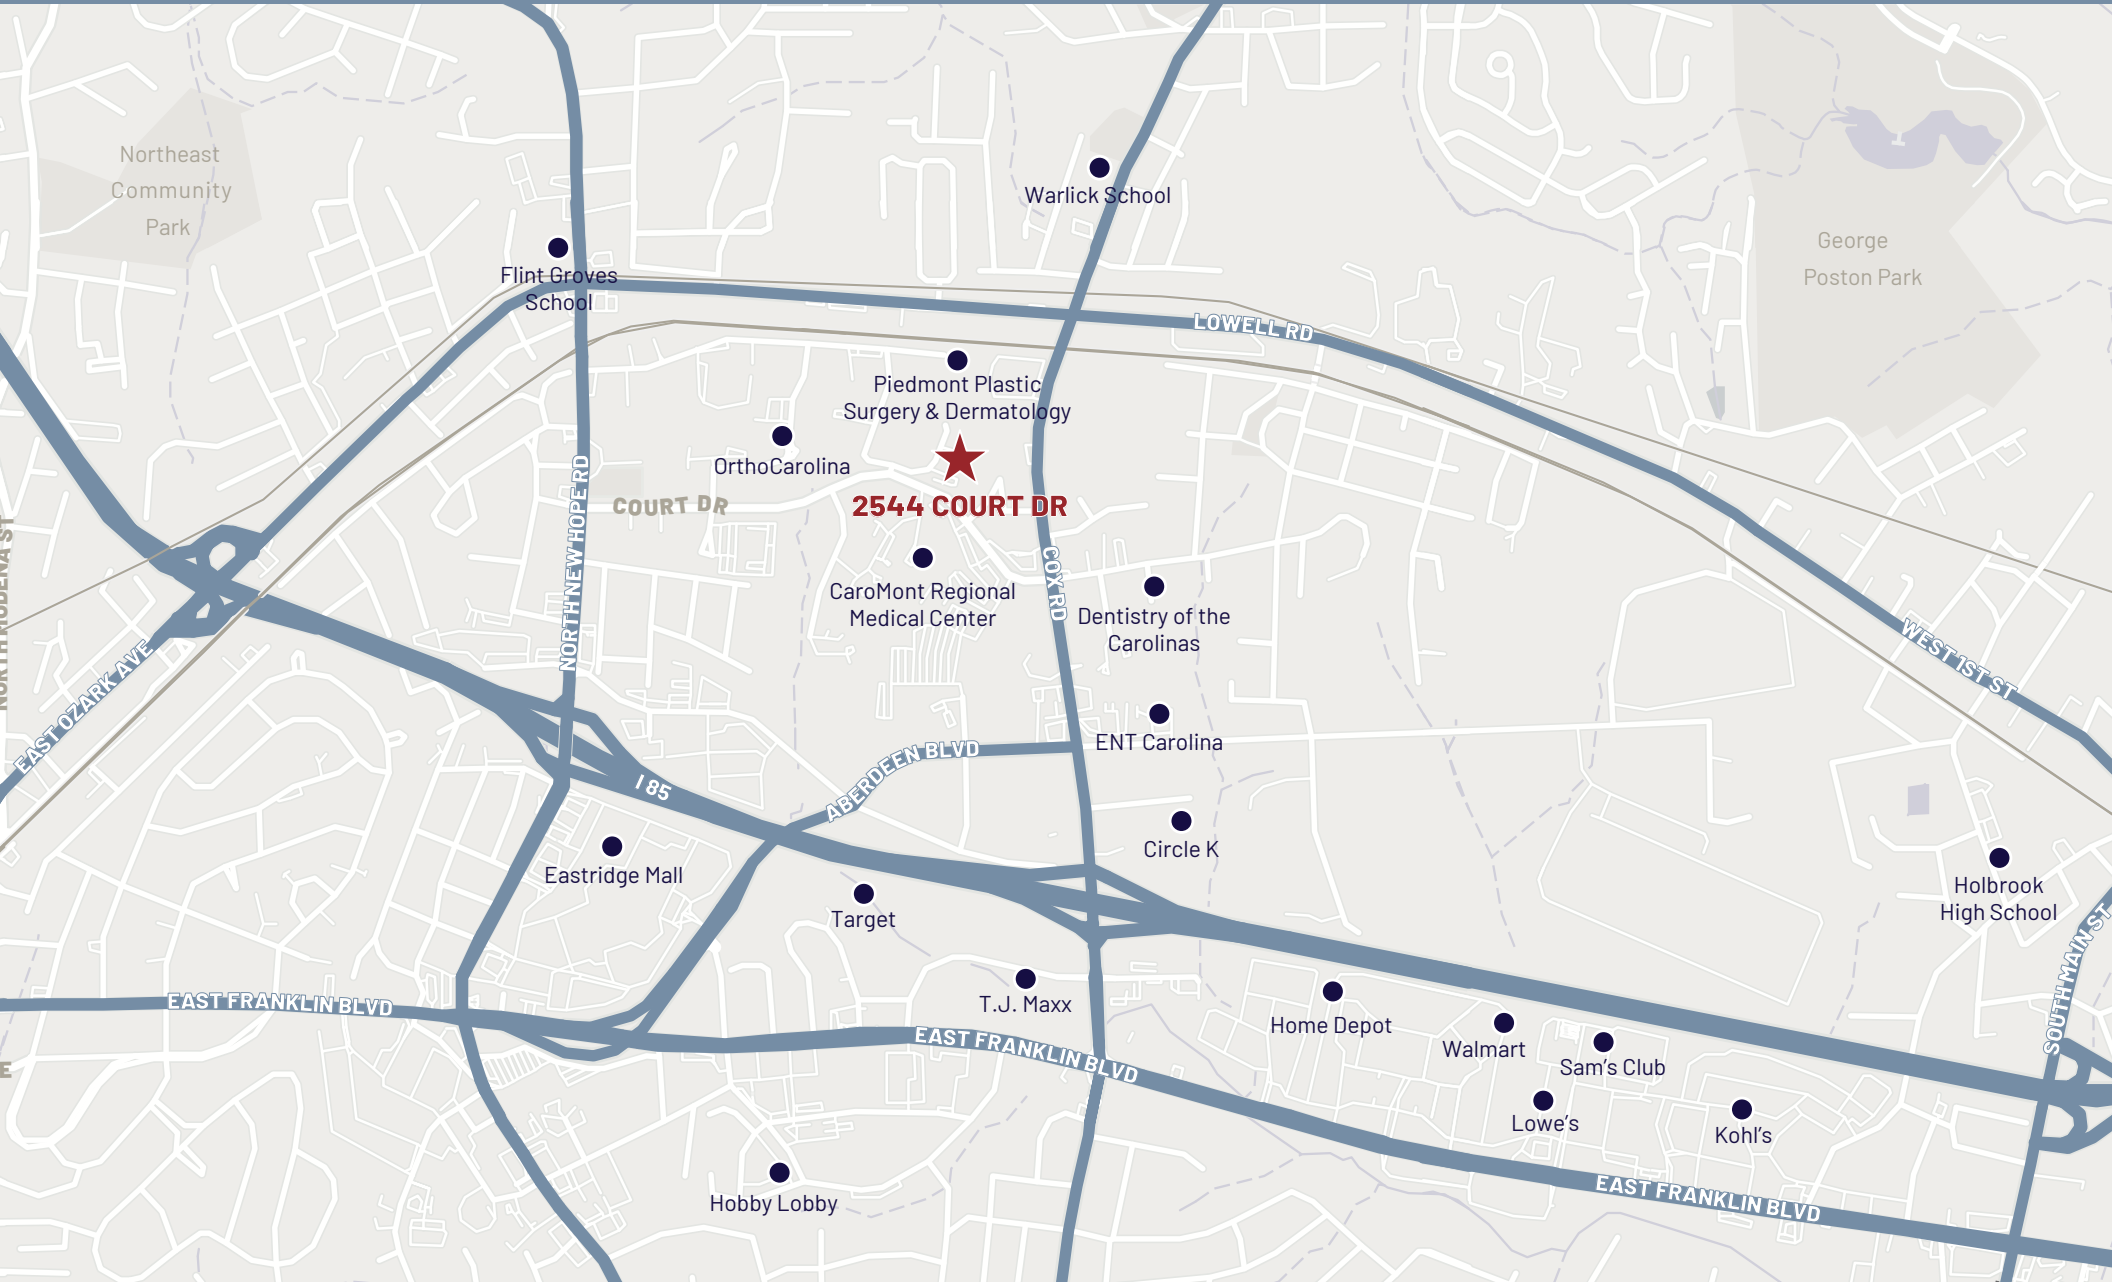 Northeast
Community
Park
Warlick School
Flint Groves
School
George
Poston Park
LOWELL RD
Piedmont Plastic
Surgery & Dermatology
OrthoCarolina
COURT DR
2544 COURT DR
NORTH NEW HOPE RD
COX RD
CaroMont Regional
Medical Center
Dentistry of the
Carolinas
NORTH MODENA ST
EAST OZARK AVE
WEST 1ST ST
ENT Carolina
ABERDEEN BLVD
I 85
Circle K
Eastridge Mall
Target
Holbrook
High School
SOUTH MAIN ST
T.J. Maxx
EAST FRANKLIN BLVD
Home Depot
Walmart
Sam's Club
EAST FRANKLIN BLVD
E
Lowe's
Kohl's
Hobby Lobby
EAST FRANKLIN BLVD